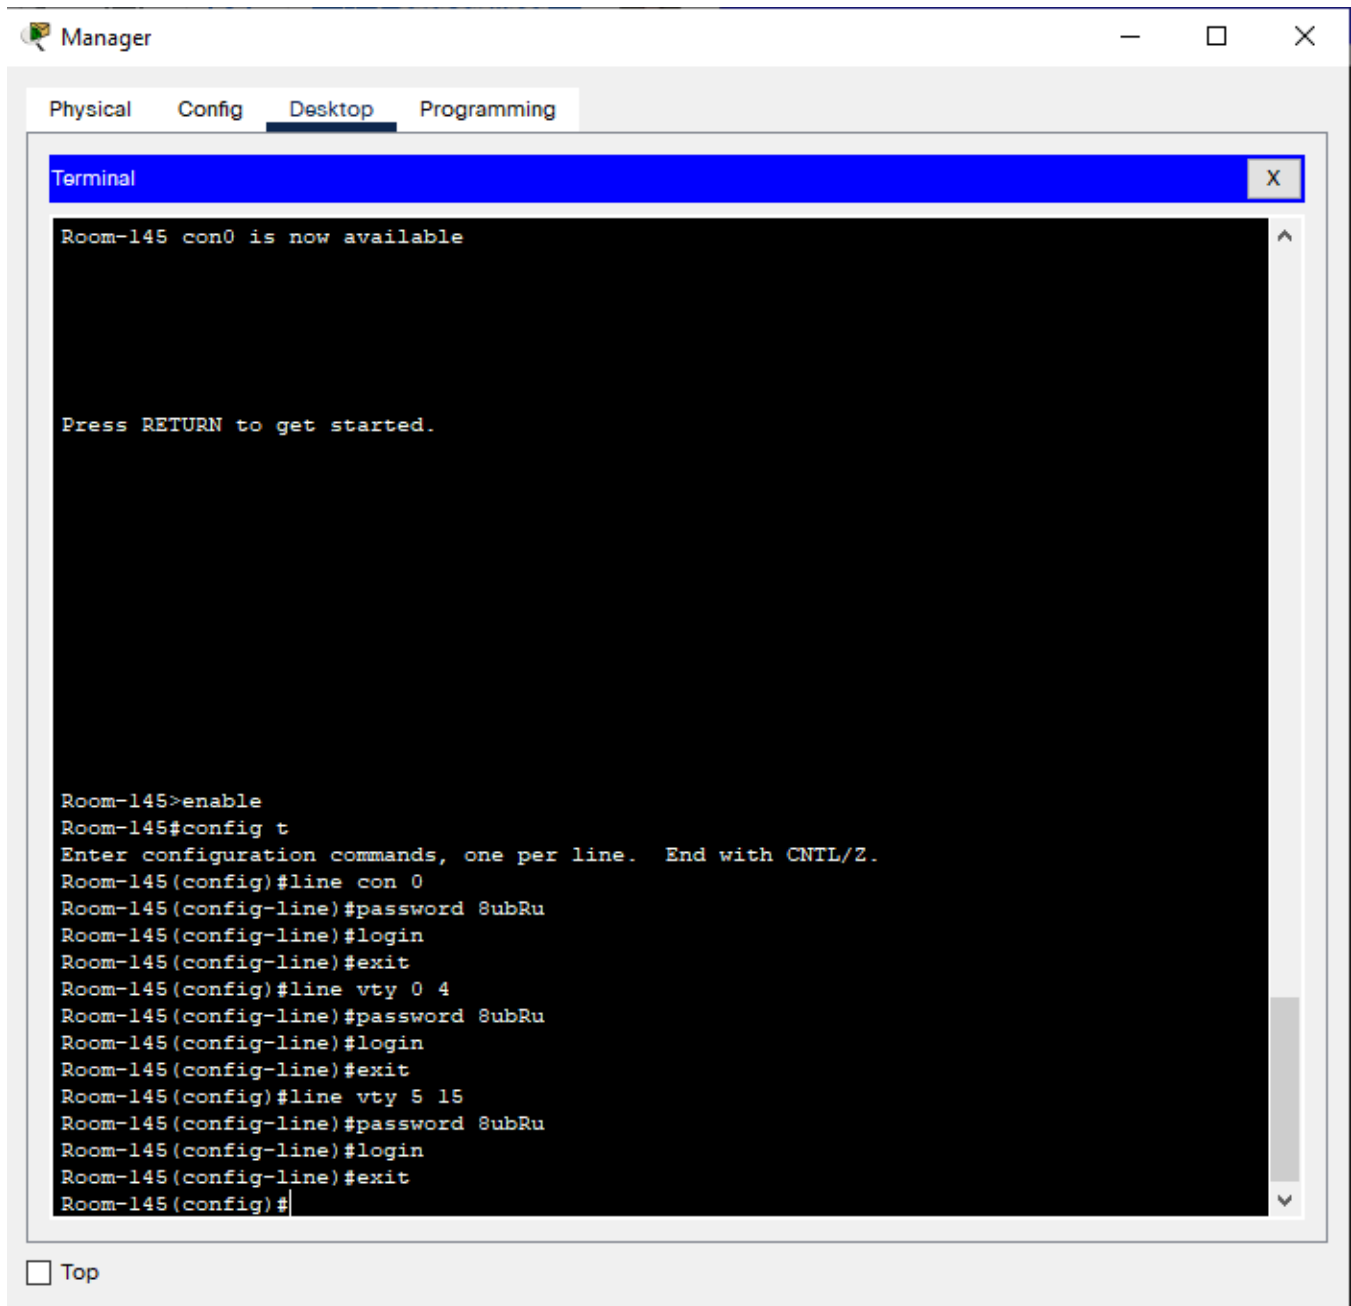 Manager
Physical Config Desktop Programming
Terminal
X
Room-145 con0 is now available
Press RETURN to get started.
Room-145>enable
Room-145#config t
Enter configuration commands, one per line.  End with CNTL/Z.
Room-145(config)#line con 0
Room-145(config-line)#password 8ubRu
Room-145(config-line)#login
Room-145(config-line)#exit
Room-145(config)#line vty 0 4
Room-145(config-line)#password 8ubRu
Room-145(config-line)#login
Room-145(config-line)#exit
Room-145(config)#line vty 5 15
Room-145(config-line)#password 8ubRu
Room-145(config-line)#login
Room-145(config-line)#exit
Room-145(config)#
Top